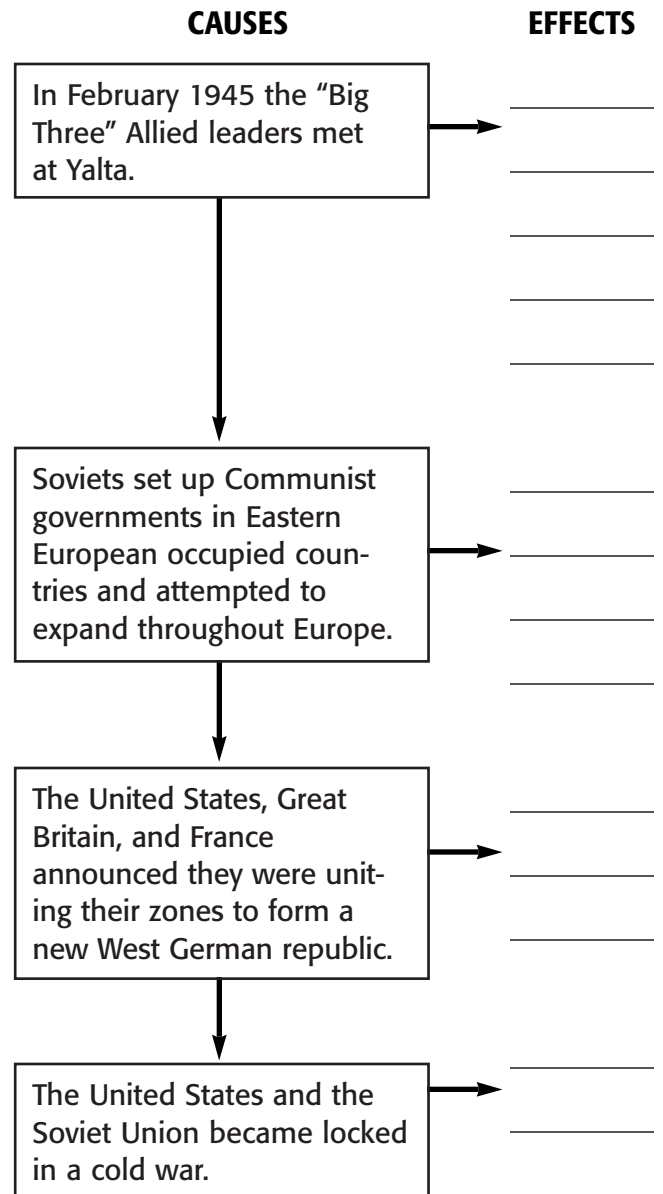 CAUSES EFFECTS
In February 1945 the “Big
Three” Allied leaders met
at Yalta.
Soviets set up Communist
governments in Eastern
European occupied coun-
tries and attempted to
expand throughout Europe.
The United States, Great
Britain, and France
announced they were unit-
ing their zones to form a
new West German republic.
The United States and the
Soviet Union became locked
in a cold war.